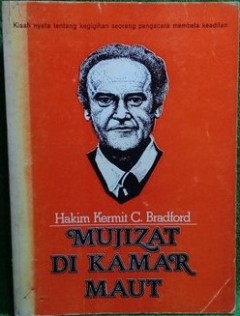 Kisah nyata tentang kegigihan seorang pengacara membela keadilan
Hakim Kermit C. Bradford
MUJIZAT
DI KAMAR
MAUT